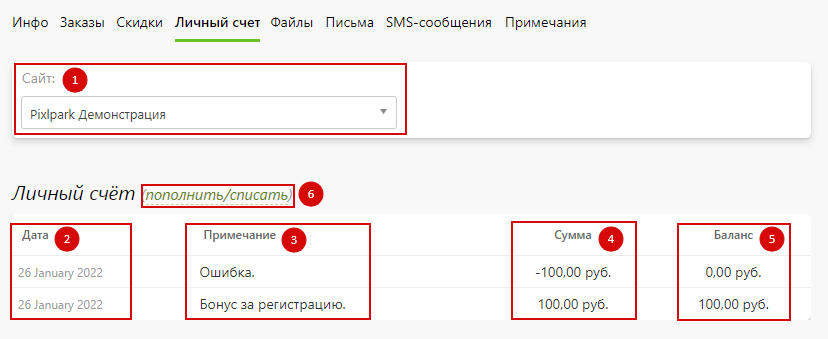 Инфо Заказы Скидки Личный счет Файлы Письма SMS-сообщения Примечания
Сайт: 1
Pixlpark Демонстрация
Личный счёт (пополнить/списать) 6
Дата 2 Примечание 3 Сумма 4 Баланс 5
26 January 2022 Ошибка. -100,00 руб. 0,00 руб.
26 January 2022 Бонус за регистрацию. 100,00 руб. 100,00 руб.